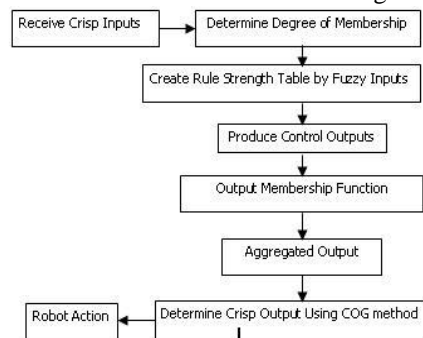 Receive Crisp Inputs
Determine Degree of Membership
Create Rule Strength Table by Fuzzy Inputs
Produce Control Outputs
Output Membership Function
Aggregated Output
Robot Action
Determine Crisp Output Using COG method